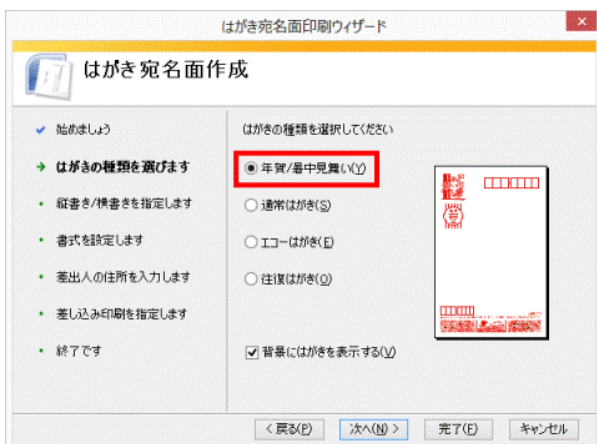 はがき宛名面印刷ウィザード
はがき宛名面作成
始めましょう
はがきの種類を選びます
縦書き/横書きを指定します
書式を設定します
差出人の住所を入力します
差し込み印刷を指定します
終了です
はがきの種類を選択してください
年賀/暑中見舞い(Y)
通常はがき(S)
エコーはがき(E)
往復はがき(O)
背景にはがきを表示する(V)
< 戻る(P)
次へ(N) >
完了(F)
キャンセル